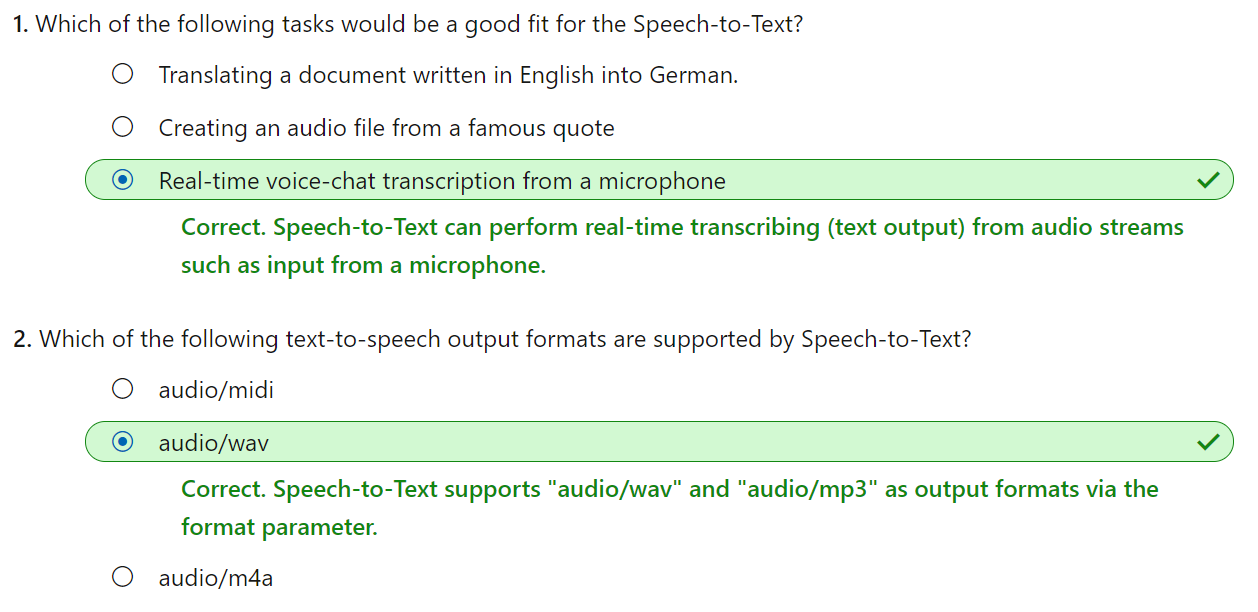 1. Which of the following tasks would be a good fit for the Speech-to-Text?
Translating a document written in English into German.
Creating an audio file from a famous quote
Real-time voice-chat transcription from a microphone
Correct. Speech-to-Text can perform real-time transcribing (text output) from audio streams
such as input from a microphone.
2. Which of the following text-to-speech output formats are supported by Speech-to-Text?
audio/midi
audio/wav
Correct. Speech-to-Text supports "audio/wav" and "audio/mp3" as output formats via the
format parameter.
audio/m4a